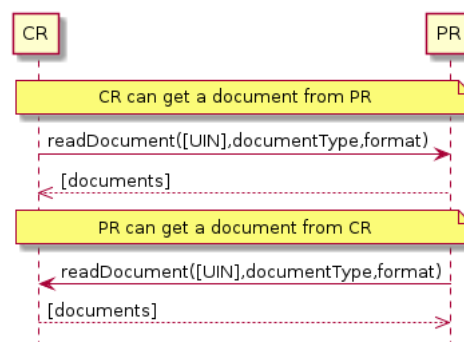 CR PR
CR can get a document from PR
readDocument([UIN],documentType,format)
[documents]
PR can get a document from CR
readDocument([UIN],documentType,format)
[documents]